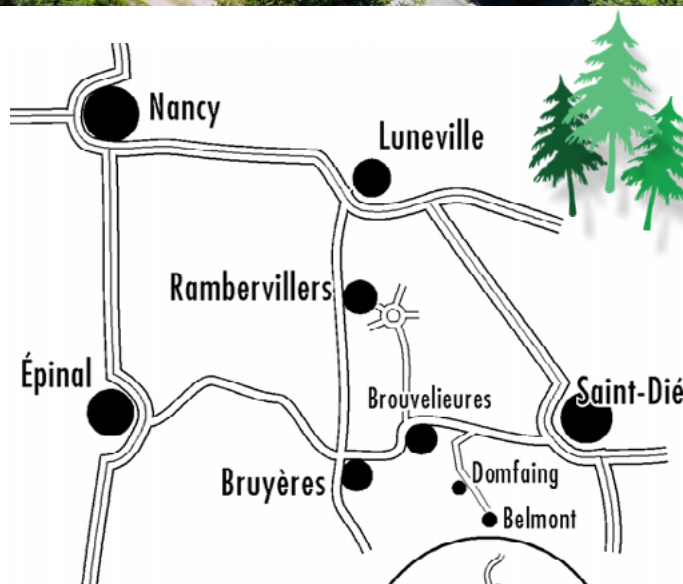 Nancy
Luneville
Rambervillers
Épinal
Brouvelieures
Saint-Dié
Bruyères
Domfaing
Belmont